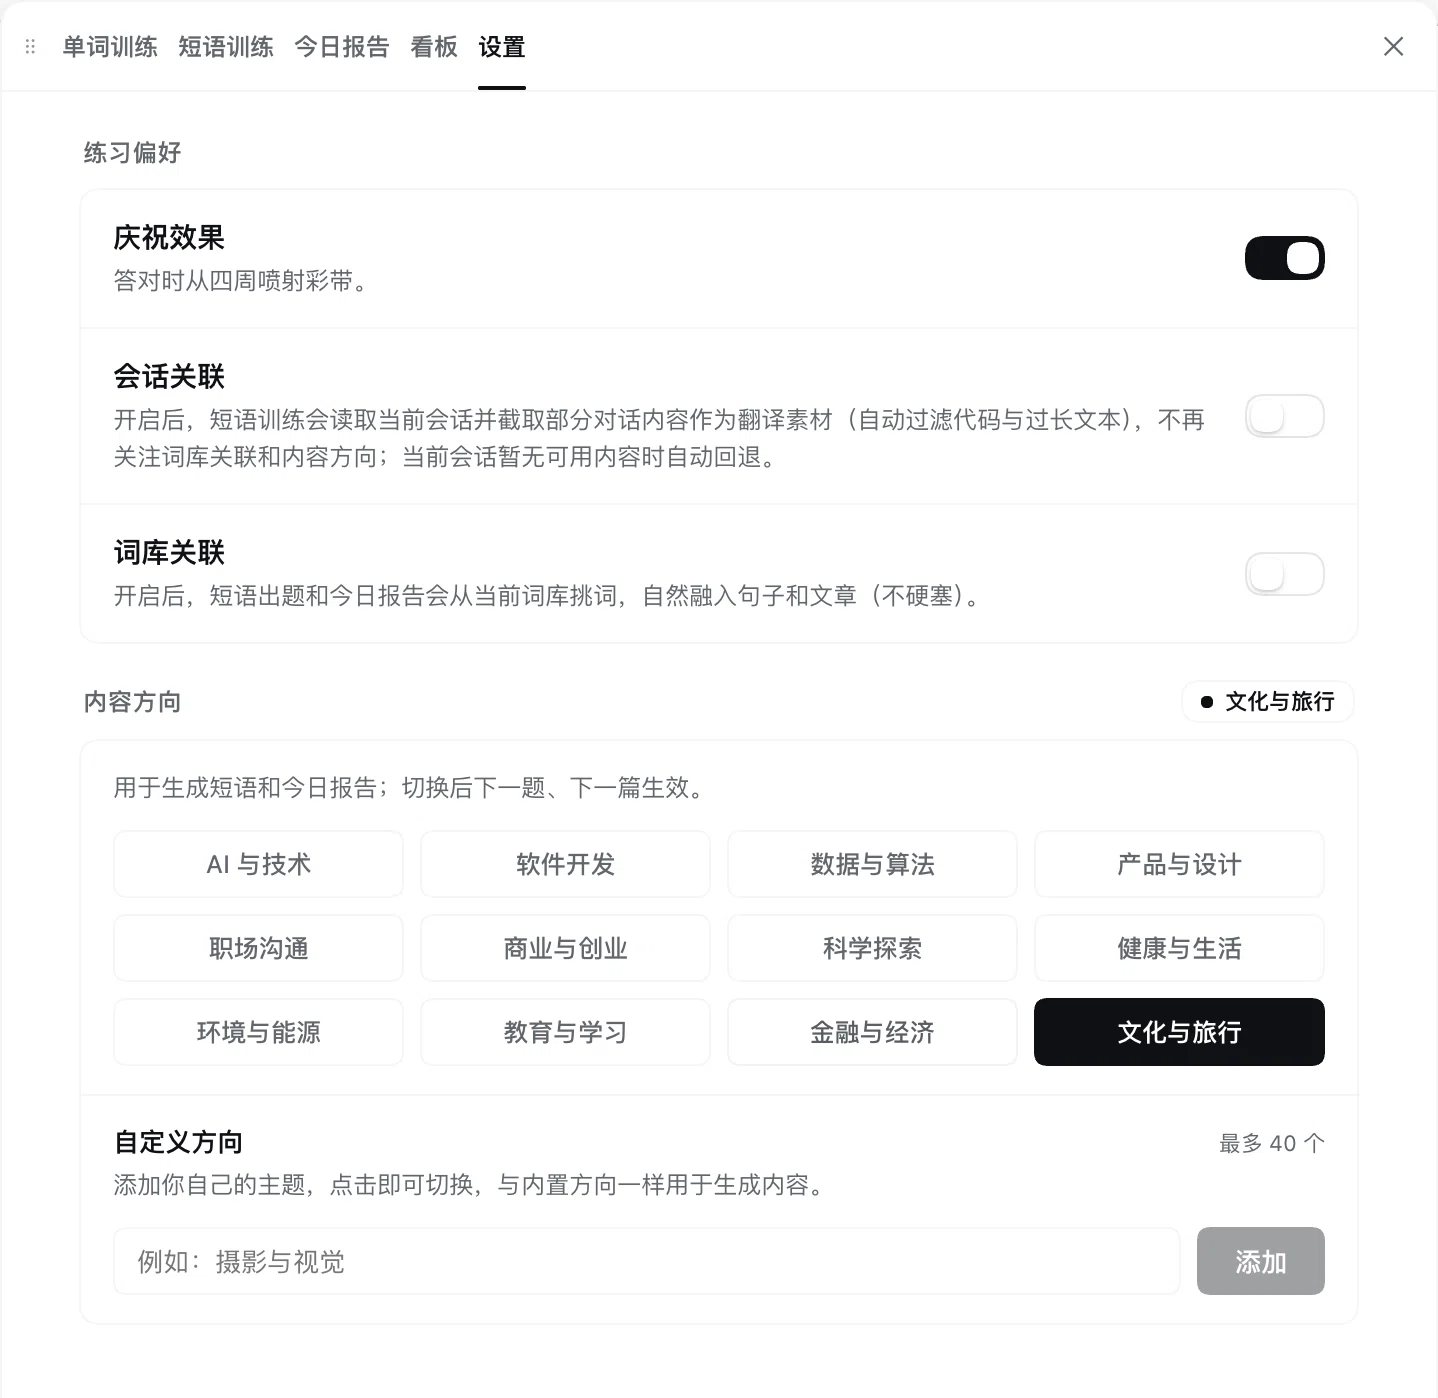 单词训练 短语训练 今日报告 看板 设置
练习偏好
庆祝效果
答对时从四周喷射彩带。
会话关联
开启后，短语训练会读取当前会话并截取部分对话内容作为翻译素材（自动过滤代码与过长文本），不再
关注词库关联和内容方向；当前会话暂无可用内容时自动回退。
词库关联
开启后，短语出题和今日报告会从当前词库挑词，自然融入句子和文章（不硬塞）。
内容方向 文化与旅行
用于生成短语和今日报告；切换后下一题、下一篇生效。
AI 与技术 软件开发 数据与算法 产品与设计
职场沟通 商业与创业 科学探索 健康与生活
环境与能源 教育与学习 金融与经济 文化与旅行
自定义方向 最多 40 个
添加你自己的主题，点击即可切换，与内置方向一样用于生成内容。
例如：摄影与视觉 添加